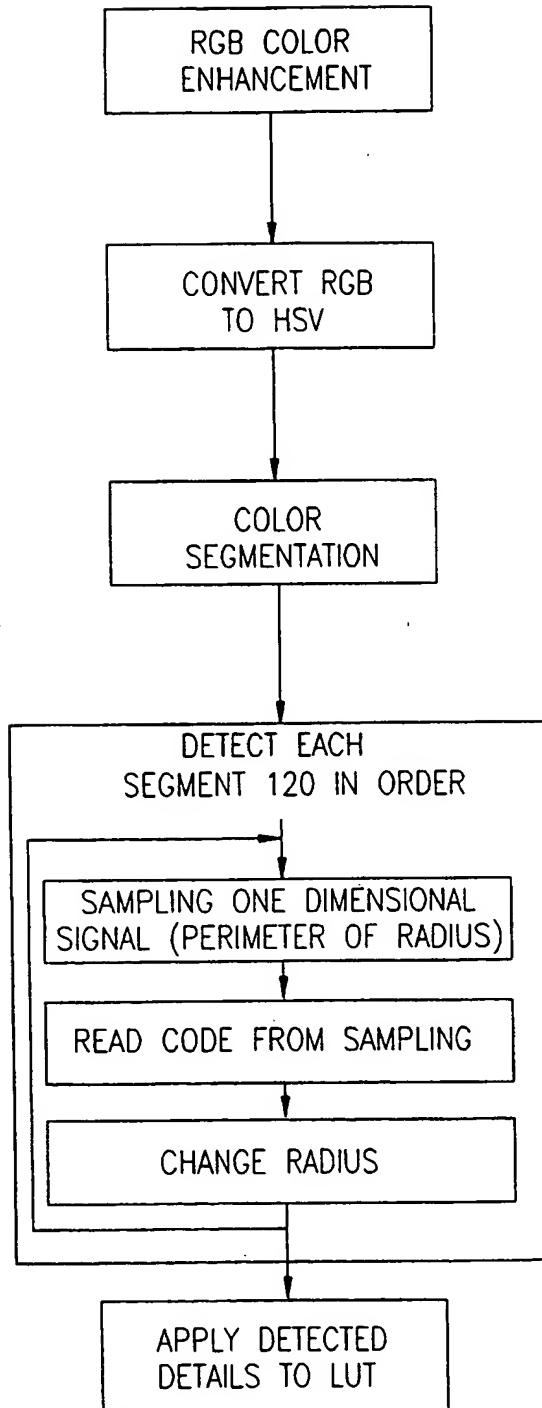 RGB COLOR
ENHANCEMENT
CONVERT RGB
TO HSV
COLOR
SEGMENTATION
DETECT EACH
SEGMENT 120 IN ORDER
SAMPLING ONE DIMENSIONAL
SIGNAL (PERIMETER OF RADIUS)
READ CODE FROM SAMPLING
CHANGE RADIUS
APPLY DETECTED
DETAILS TO LUT